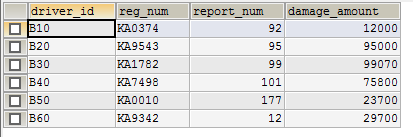 driver_id reg_num report_num damage_amount
B10 KA0374 92 12000
B20 KA9543 95 95000
B30 KA1782 99 99070
B40 KA7498 101 75800
B50 KA0010 177 23700
B60 KA9342 12 29700